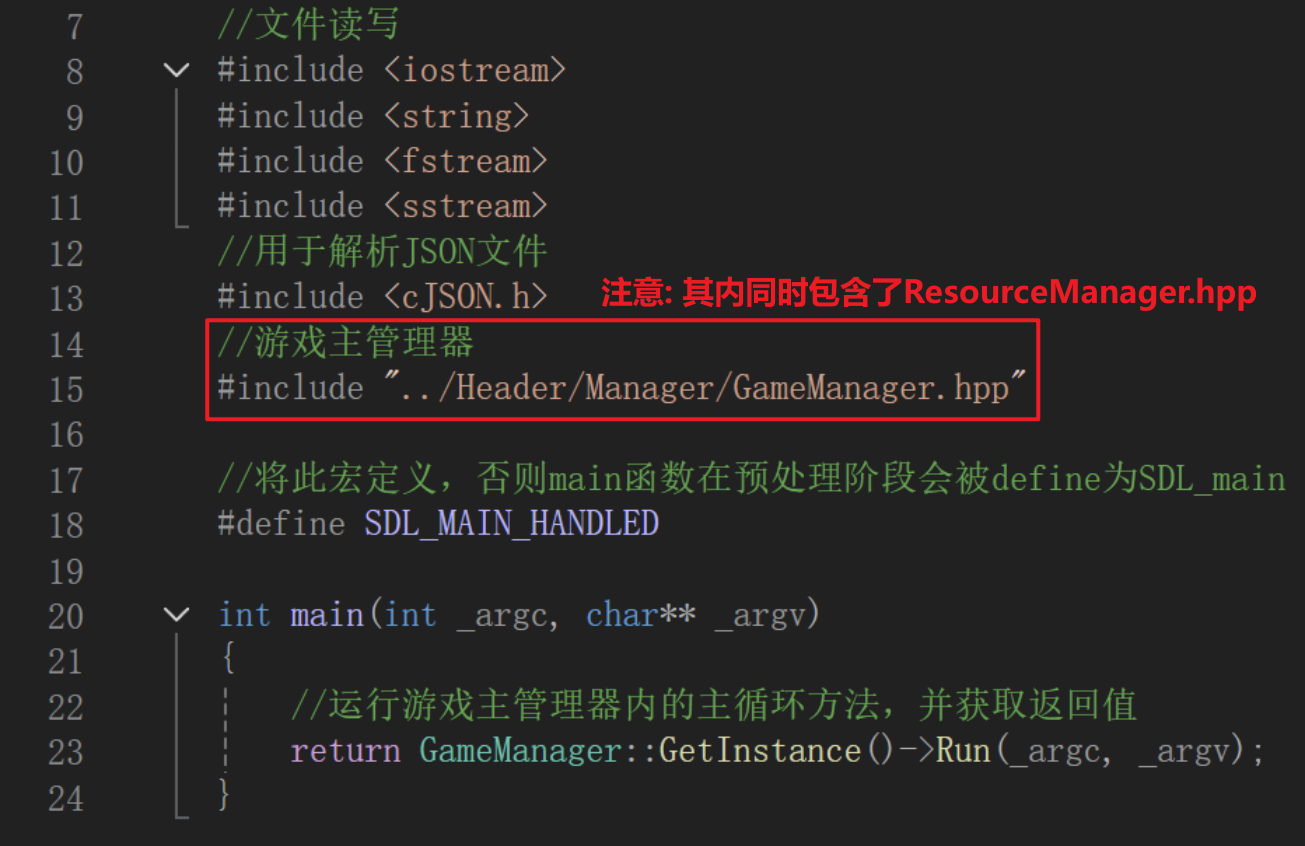 7 //文件读写
8 #include <iostream>
9 #include <string>
10 #include <fstream>
11 #include <sstream>
12 //用于解析JSON文件
13 #include <cJSON.h>
注意: 其内同时包含了ResourceManager.hpp
14 //游戏主管理器
15 #include "../Header/Manager/GameManager.hpp"
16
17 //将此宏定义，否则main函数在预处理阶段会被define为SDL_main
18 #define SDL_MAIN_HANDLED
19
20 int main(int _argc, char** _argv)
21 {
22 //运行游戏主管理器内的主循环方法，并获取返回值
23 return GameManager::GetInstance()->Run(_argc, _argv);
24 }